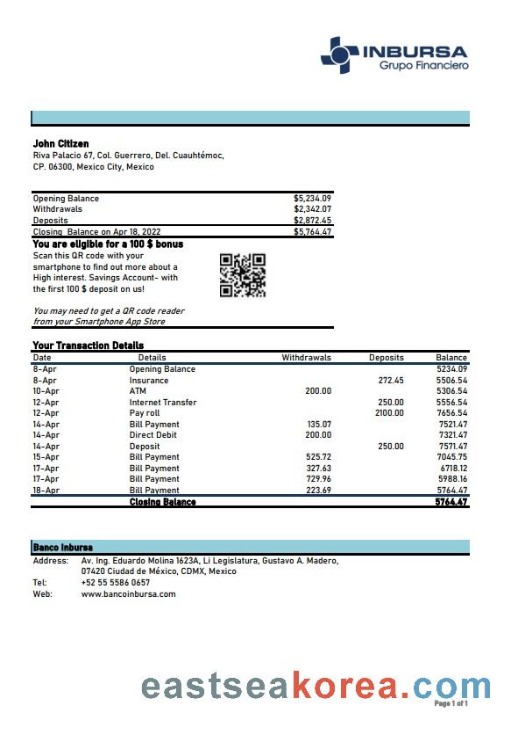 INBURSA
Grupo Financiero
John Citizen
Riva Palacio 67, Col. Guerrero, Del. Cuauhtémoc,
CP. 06300, Mexico City, Mexico
Opening Balance $5,234.09
Withdrawals $2,342.07
Deposits $2,872.45
Closing Balance on Apr 18, 2022 $5,764.47
You are eligible for a 100 $ bonus
Scan this QR code with your
smartphone to find out more about a
High interest. Savings Account- with
the first 100 $ deposit on us!
You may need to get a QR code reader
from your Smartphone App Store
Your Transaction Details
Date Details Withdrawals Deposits Balance
8-Apr Opening Balance 5234.09
8-Apr Insurance 272.45 5506.54
10-Apr ATM 200.00 5306.54
12-Apr Internet Transfer 250.00 5556.54
12-Apr Pay roll 2100.00 7656.54
14-Apr Bill Payment 135.07 7521.47
14-Apr Direct Debit 200.00 7321.47
14-Apr Deposit 250.00 7571.47
15-Apr Bill Payment 525.72 7045.75
17-Apr Bill Payment 327.63 6718.12
17-Apr Bill Payment 729.96 5988.16
18-Apr Bill Payment 223.69 5764.47
Closing Balance 5764.47
Banco Inbursa
Address: Av. Ing. Eduardo Molina 1623A, Li Legislatura, Gustavo A. Madero,
07420 Ciudad de México, CDMX, Mexico
Tel: +52 55 5586 0657
Web: www.bancoinbursa.com
eastseakorea.com
Page 1 of 1